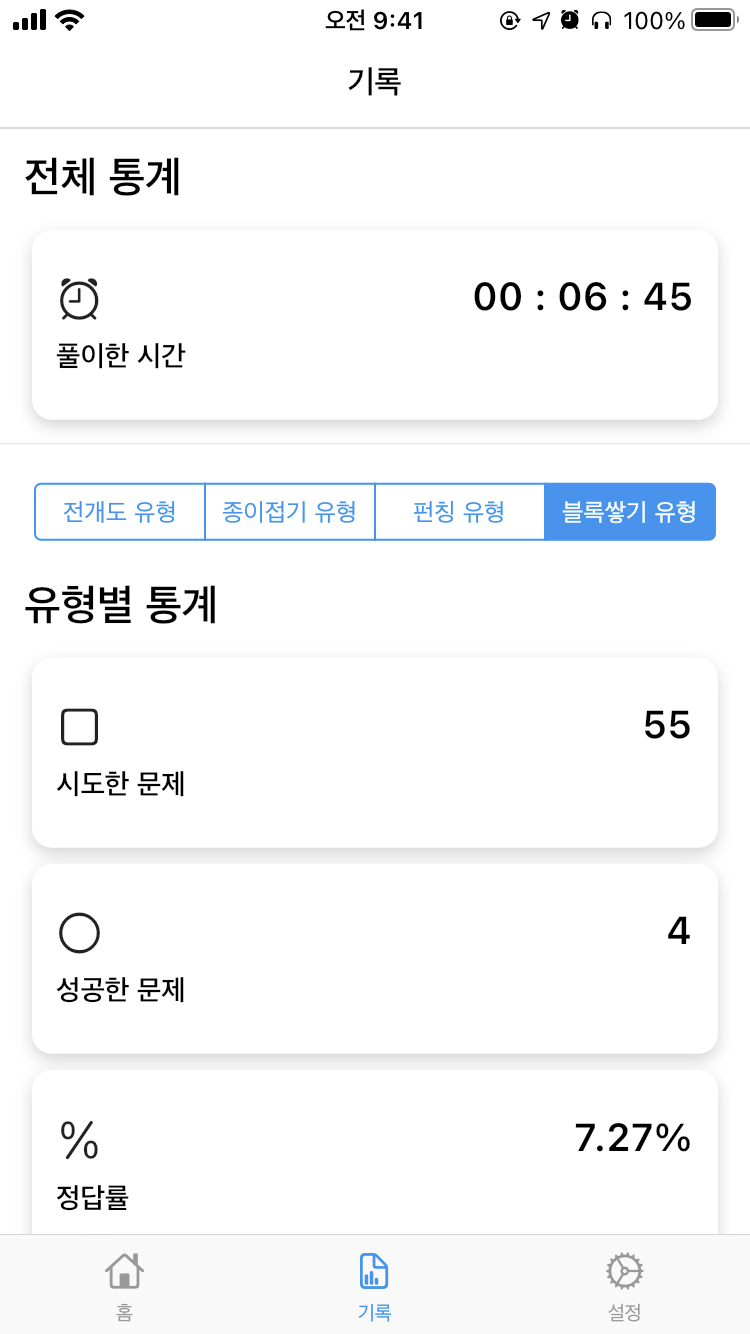 오전 9:41
100%
기록
전체 통계
00 : 06 : 45
풀이한 시간
전개도 유형 종이접기 유형 펀칭 유형 블록쌓기 유형
유형별 통계
55
시도한 문제
4
성공한 문제
% 7.27%
정답률
홈 기록 설정